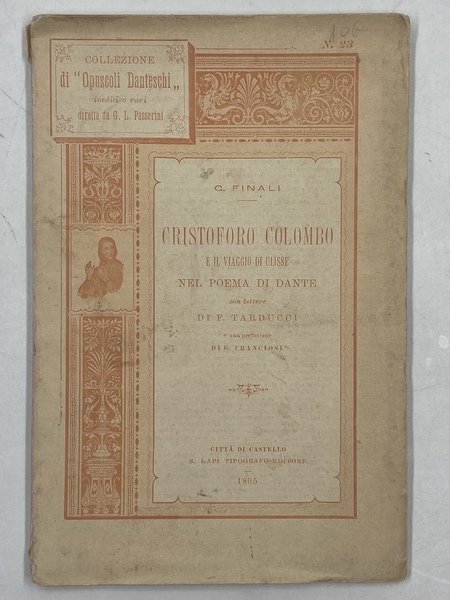 N. 23
COLLEZIONE
di "Opuscoli Danteschi„
inediti o rari
diretta da G. L. Passerini
G. FINALI
CRISTOFORO COLOMBO
E IL VIAGGIO DI ULISSE
NEL POEMA DI DANTE
con lettere
DI F. TARDUCCI
e una prefazione
DI G. FRANCIOSI
CITTÀ DI CASTELLO
S. LAPI TIPOGRAFO-EDITORE
1895